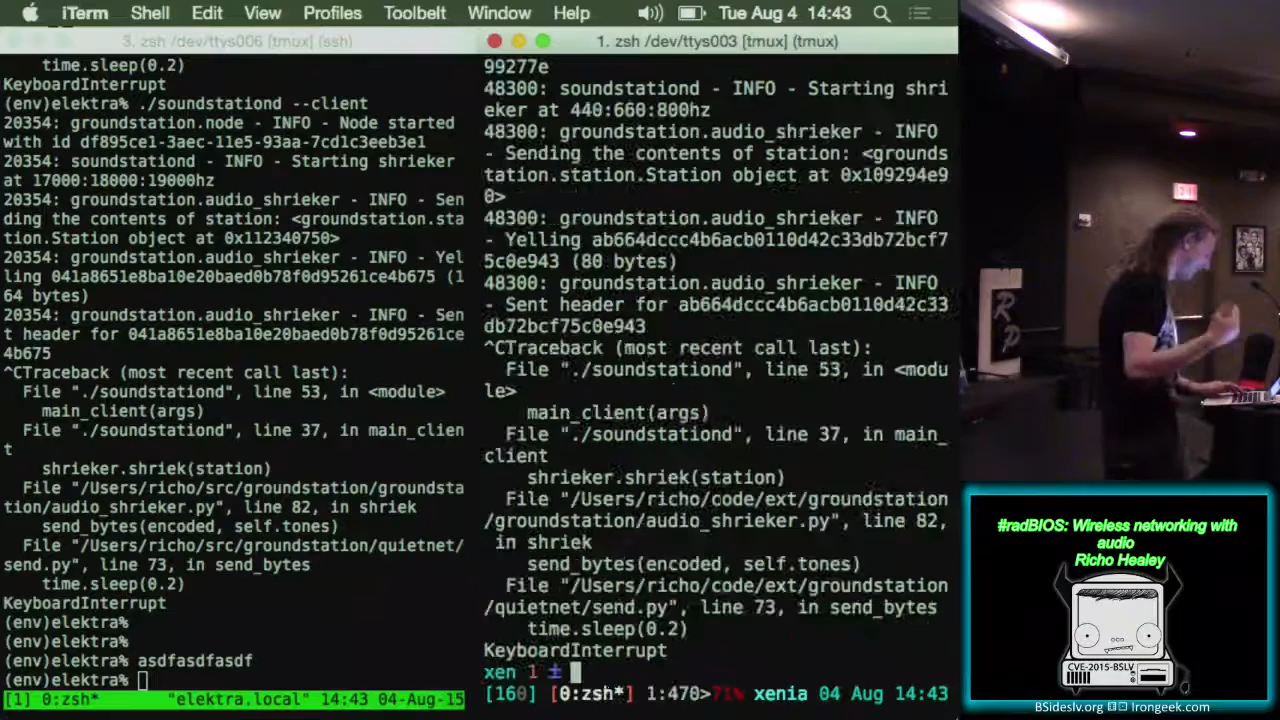 iTerm Shell Edit View Profiles Toolbelt Window Help Tue Aug 4 14:43
3. zsh /dev/ttys006 [tmux] (ssh)
time.sleep(0.2)
KeyboardInterrupt
(env)elektra% ./soundstationd --client
20354: groundstation.node - INFO - Node started
with id df895ce1-3aec-11e5-93aa-7cd1c3eeb3e1
20354: soundstationd - INFO - Starting shrieker
at 17000:18000:19000hz
20354: groundstation.audio_shrieker - INFO - Sen
ding the contents of station: <groundstation.sta
tion.Station object at 0x112340750>
20354: groundstation.audio_shrieker - INFO - Yel
ling 041a8651e8ba10e20baed0b78f0d95261ce4b675 (1
64 bytes)
20354: groundstation.audio_shrieker - INFO - Sen
t header for 041a8651e8ba10e20baed0b78f0d95261ce
4b675
^CTraceback (most recent call last):
File "./soundstationd", line 53, in <module>
main_client(args)
File "./soundstationd", line 37, in main_clien
t
shrieker.shriek(station)
File "/Users/richo/src/groundstation/groundsta
tion/audio_shrieker.py", line 82, in shriek
send_bytes(encoded, self.tones)
File "/Users/richo/src/groundstation/quietnet/
send.py", line 73, in send_bytes
time.sleep(0.2)
KeyboardInterrupt
(env)elektra%
(env)elektra%
(env)elektra% asdfasdfasdf
(env)elektra%
[1] 0:zsh* "elektra.local" 14:43 04-Aug-15
1. zsh /dev/ttys003 [tmux] (tmux)
99277e
48300: soundstationd - INFO - Starting shri
eker at 440:660:800hz
48300: groundstation.audio_shrieker - INFO
- Sending the contents of station: <grounds
tation.station.Station object at 0x109294e9
0>
48300: groundstation.audio_shrieker - INFO
- Yelling ab664dccc4b6acb0110d42c33db72bcf7
5c0e943 (80 bytes)
48300: groundstation.audio_shrieker - INFO
- Sent header for ab664dccc4b6acb0110d42c33
db72bcf75c0e943
^CTraceback (most recent call last):
File "./soundstationd", line 53, in <modu
le>
main_client(args)
File "./soundstationd", line 37, in main_
client
shrieker.shriek(station)
File "/Users/richo/code/ext/groundstation
/groundstation/audio_shrieker.py", line 82,
in shriek
send_bytes(encoded, self.tones)
File "/Users/richo/code/ext/groundstation
/quietnet/send.py", line 73, in send_bytes
time.sleep(0.2)
KeyboardInterrupt
xen 1 ±
[160] [0:zsh*] 1:470>71% xenia 04 Aug 14:43
R
P
#radBIOS: Wireless networking with
audio
Richo Healey
CVE-2015-BSLV
BSideslv.org Irongeek.com